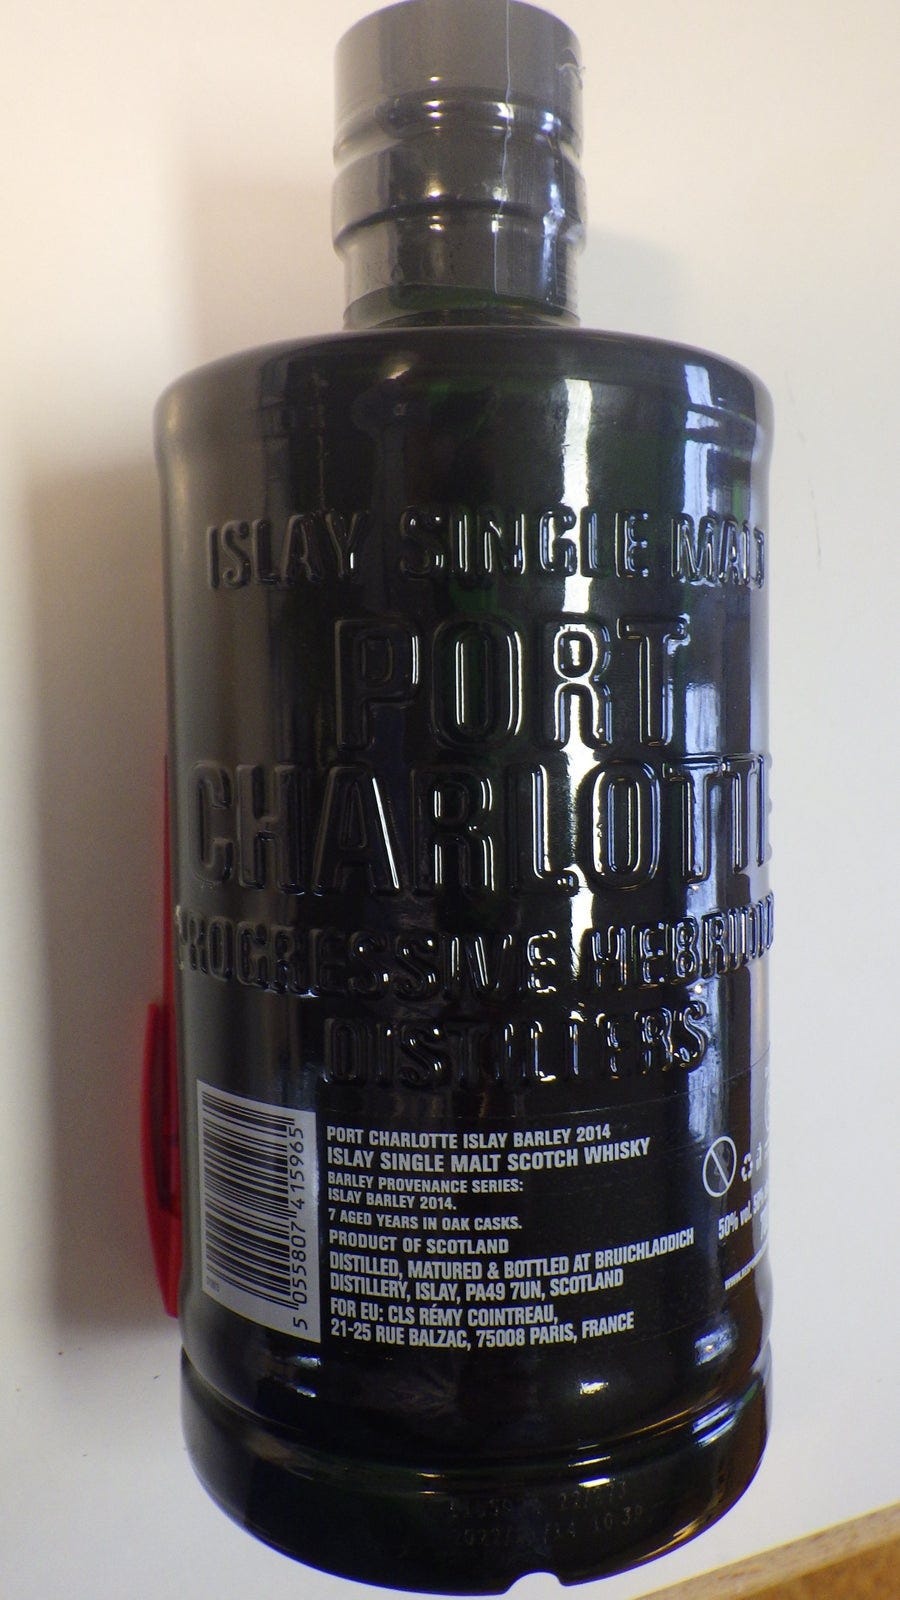 ISLAY SINGLE MALT
PORT
CHARLOTTE
PROGRESSIVE
DISTILLERS
5 055807 415965
PORT CHARLOTTE ISLAY BARLEY 2014
ISLAY SINGLE MALT SCOTCH WHISKY
BARLEY PROVENANCE SERIES:
ISLAY BARLEY 2014.
7 AGED YEARS IN OAK CASKS.
PRODUCT OF SCOTLAND
DISTILLED, MATURED & BOTTLED AT BRUICHLADDICH
DISTILLERY, ISLAY, PA49 7UN, SCOTLAND
FOR EU: CLS RÉMY COINTREAU,
21-25 RUE BALZAC, 75008 PARIS, FRANCE
50% vol.